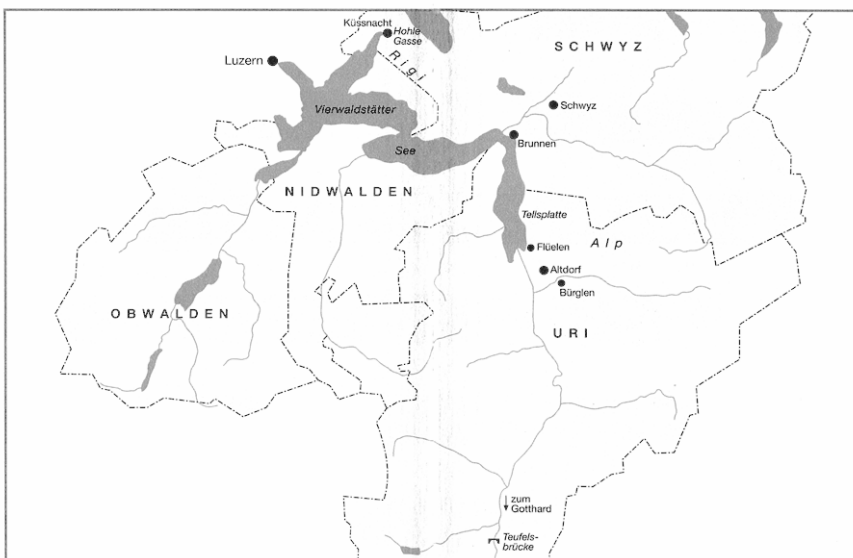 Küssnacht
Hohle
Gasse
SCHWYZ
Luzern
Rigi
Vierwaldstätter
Schwyz
Brunnen
See
NIDWALDEN
Tellsplatte
Alp
Flüelen
Altdorf
Bürglen
OBWALDEN
URI
zum
Gotthard
Teufels-
brücke